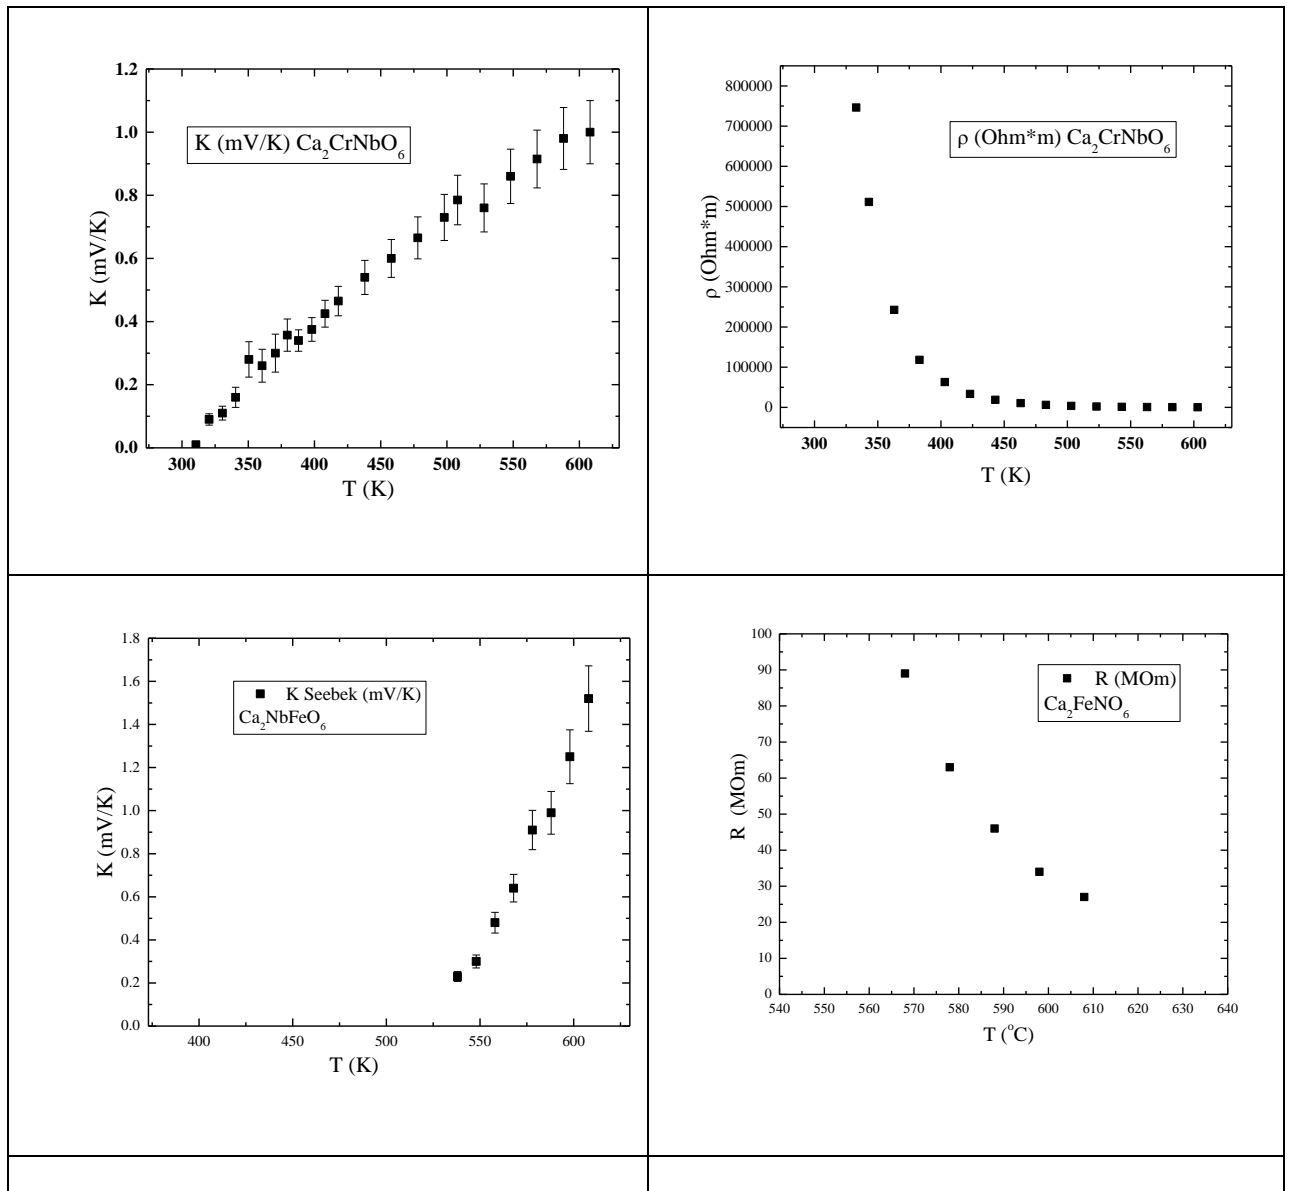 1.2
1.0
0.8
0.6
0.4
0.2
0.0
K (mV/K)
K (mV/K) Ca2CrNbO6
300 350 400 450 500 550 600
T (K)
800000
700000
600000
500000
400000
300000
200000
100000
0
ρ (Ohm*m)
ρ (Ohm*m) Ca2CrNbO6
300 350 400 450 500 550 600
T (K)
1.8
1.6
1.4
1.2
1.0
0.8
0.6
0.4
0.2
0.0
K (mV/K)
K Seebek (mV/K)
Ca2NbFeO6
400 450 500 550 600
T (K)
100
90
80
70
60
50
40
30
20
10
0
R (MOm)
R (MOm)
Ca2FeNO6
540 550 560 570 580 590 600 610 620 630 640
T (°C)